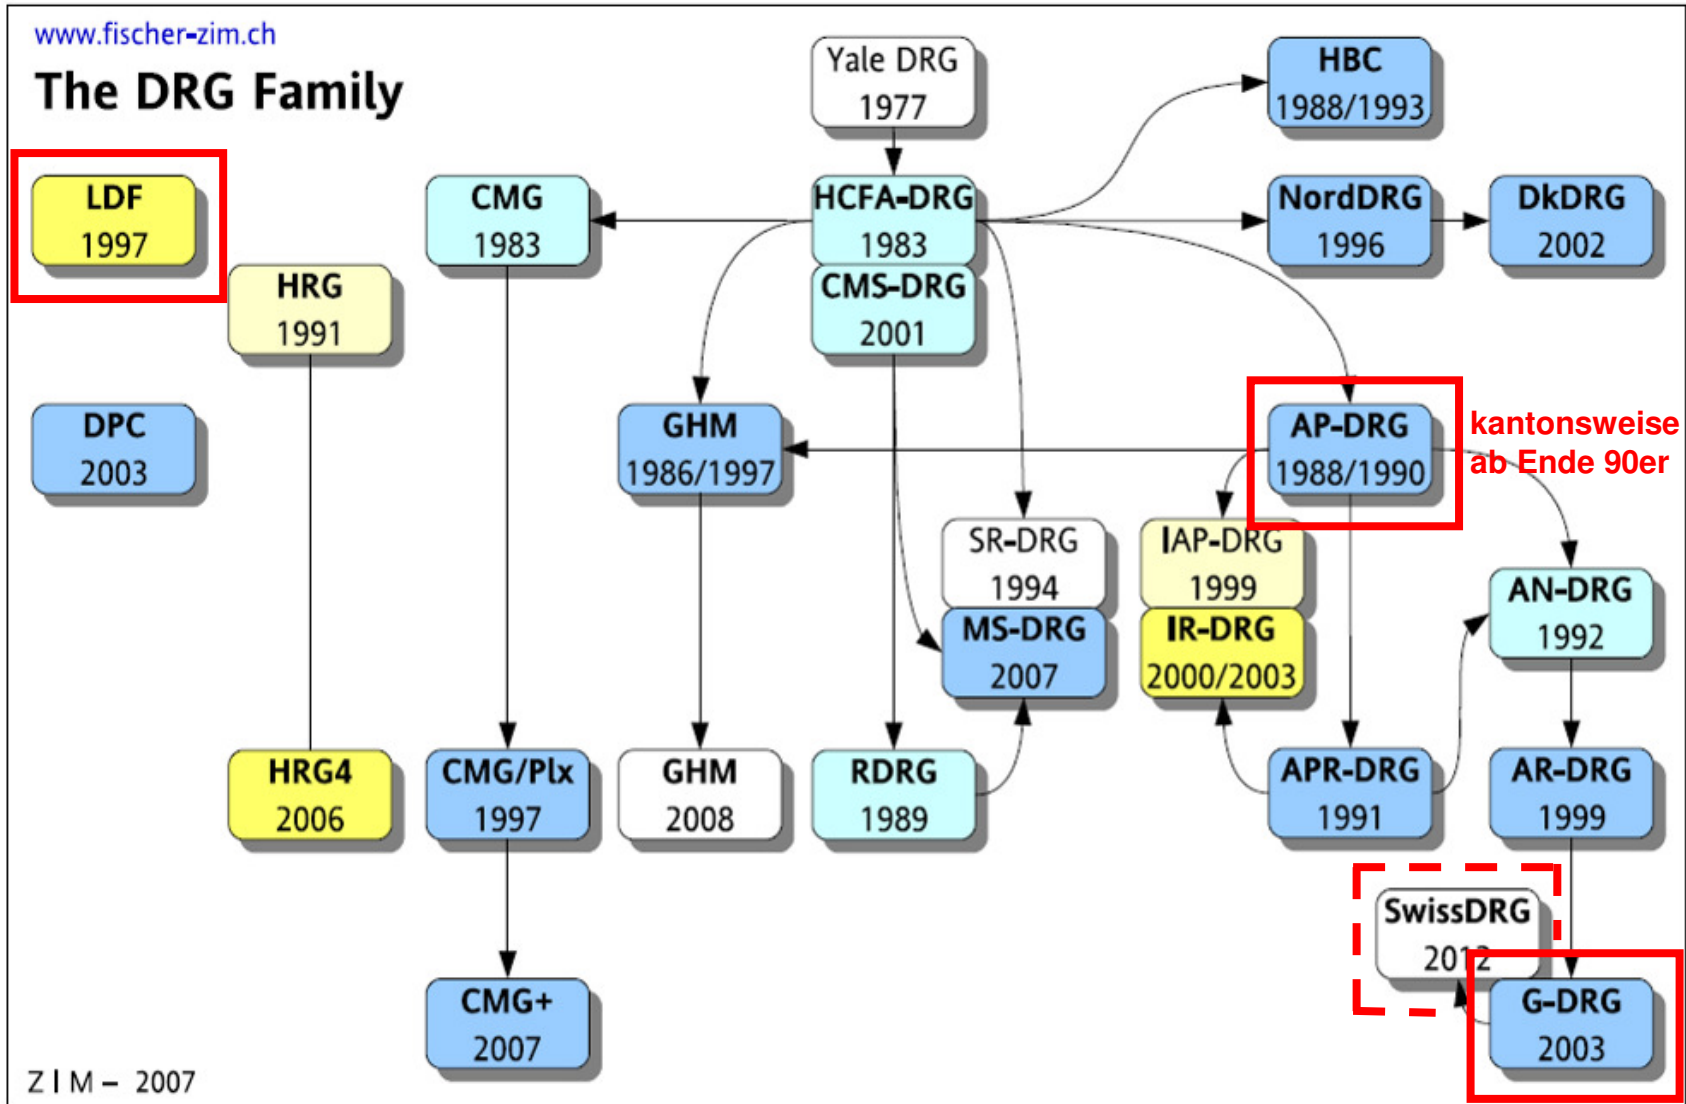 www.fischer-zim.ch
The DRG Family
Yale DRG
1977
HBC
1988/1993
LDF
1997
CMG
1983
HCFA-DRG
1983
NordDRG
1996
DkDRG
2002
HRG
1991
CMS-DRG
2001
DPC
2003
GHM
1986/1997
AP-DRG
1988/1990
kantonsweise
ab Ende 90er
SR-DRG
1994
IAP-DRG
1999
AN-DRG
1992
MS-DRG
2007
IR-DRG
2000/2003
HRG4
2006
CMG/Plx
1997
GHM
2008
RDRG
1989
APR-DRG
1991
AR-DRG
1999
SwissDRG
2012
CMG+
2007
G-DRG
2003
Z I M – 2007